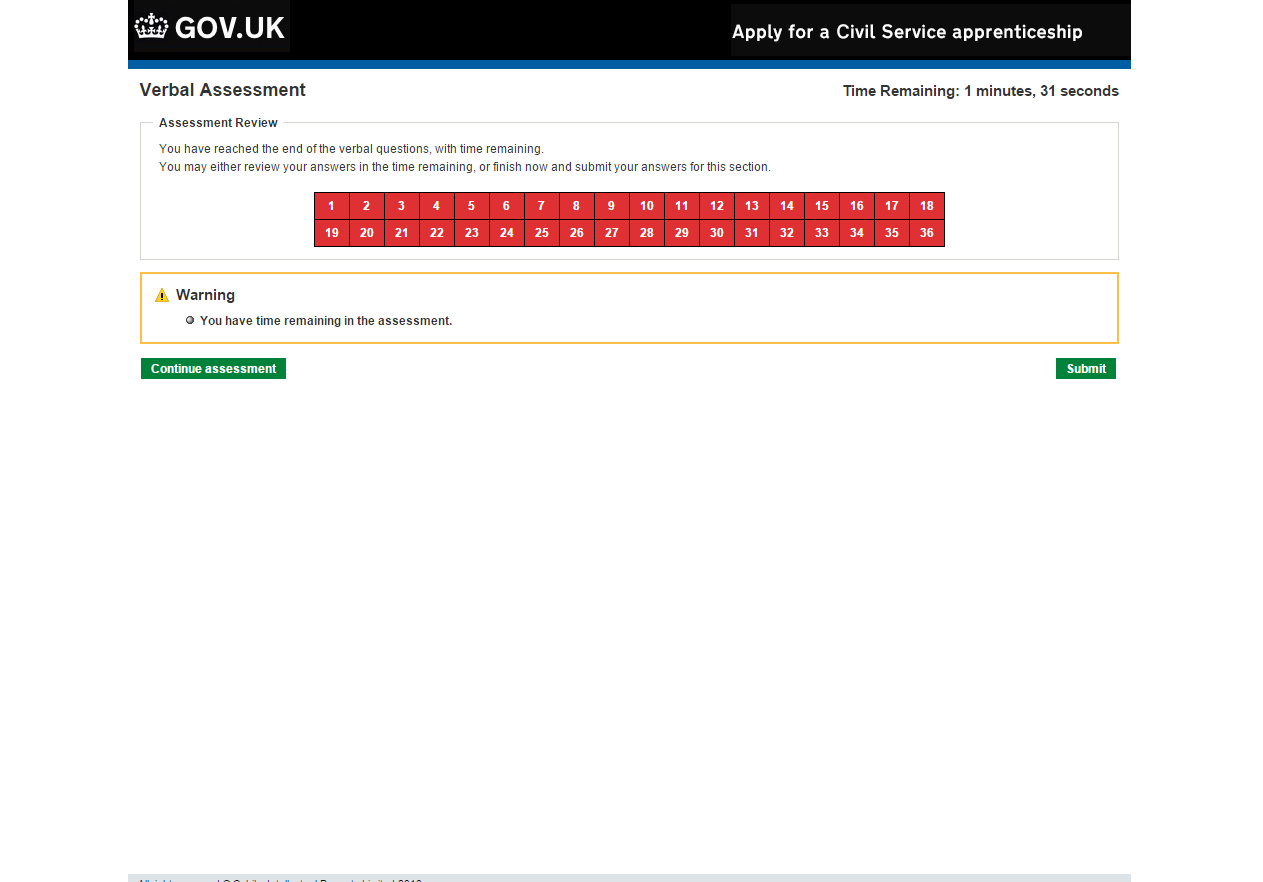 GOV.UK
Apply for a Civil Service apprenticeship
Verbal Assessment
Time Remaining: 1 minutes, 31 seconds
Assessment Review
You have reached the end of the verbal questions, with time remaining.
You may either review your answers in the time remaining, or finish now and submit your answers for this section.
1 2 3 4 5 6 7 8 9 10 11 12 13 14 15 16 17 18
19 20 21 22 23 24 25 26 27 28 29 30 31 32 33 34 35 36
Warning
You have time remaining in the assessment.
Continue assessment
Submit